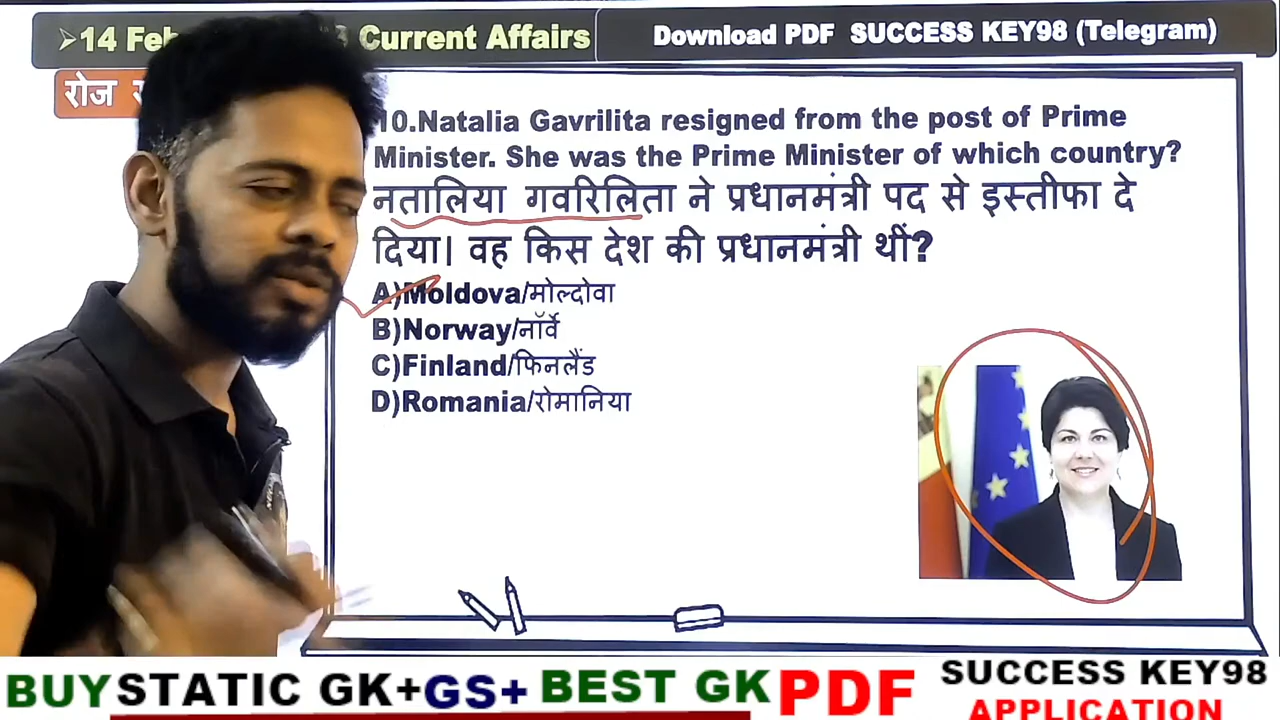 ➢14 Feb Current Affairs
Download PDF SUCCESS KEY98 (Telegram)
रोज
10.Natalia Gavrilita resigned from the post of Prime
Minister. She was the Prime Minister of which country?
नतालिया गवरिलिता ने प्रधानमंत्री पद से इस्तीफा दे
दिया। वह किस देश की प्रधानमंत्री थीं?
A)Moldova/मोल्दोवा
B)Norway/नॉर्वे
C)Finland/फिनलैंड
D)Romania/रोमानिया
BUY STATIC GK+GS+ BEST GK PDF
SUCCESS KEY98
APPLICATION